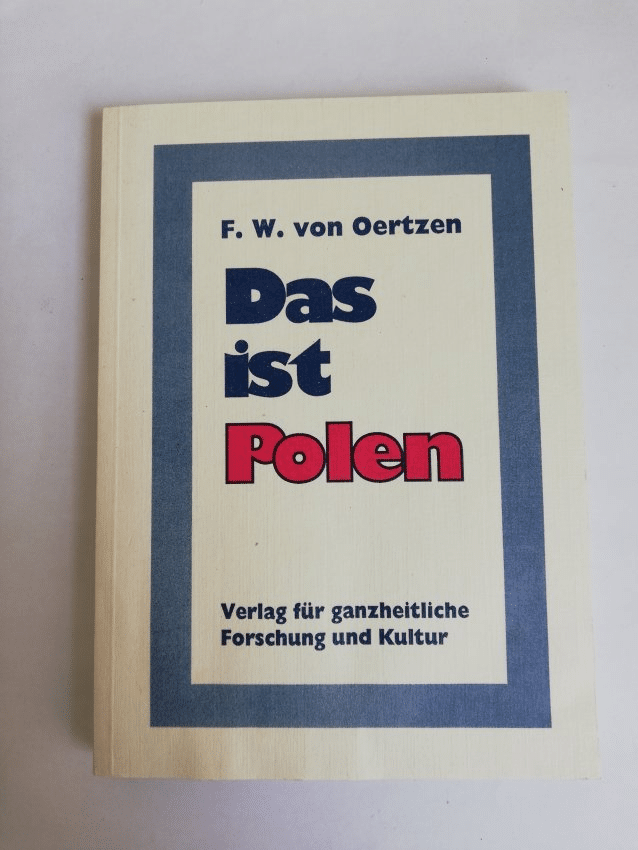 F. W. von Oertzen
Das
ist
Polen
Verlag für ganzheitliche
Forschung und Kultur